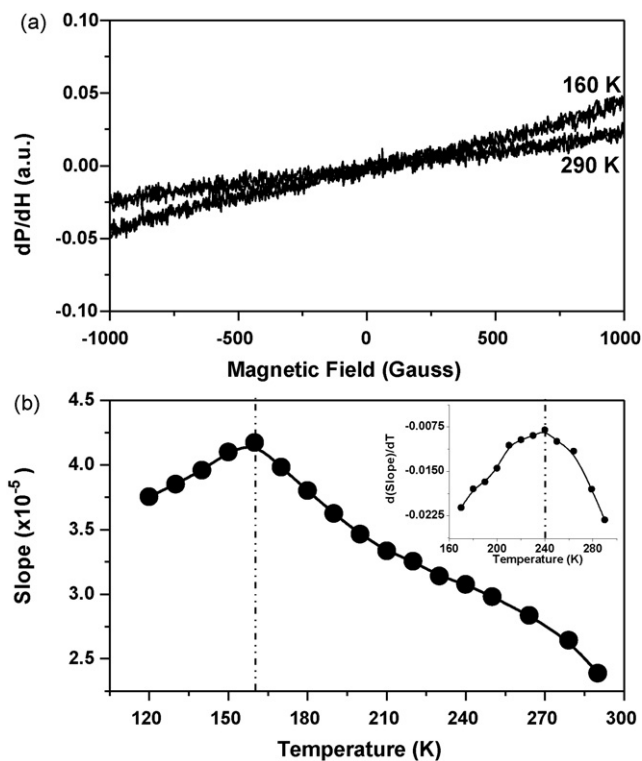 (a)
0.10
0.05
0.00
-0.05
-0.10
dP/dH (a.u.)
160 K
290 K
-1000 -500 0 500 1000
Magnetic Field (Gauss)
(b)
4.5
4.0
3.5
3.0
2.5
Slope (x10⁻⁵)
-0.0075
-0.0150
-0.0225
d(Slope)/dT
160 200 240 280
Temperature (K)
120 150 180 210 240 270 300
Temperature (K)